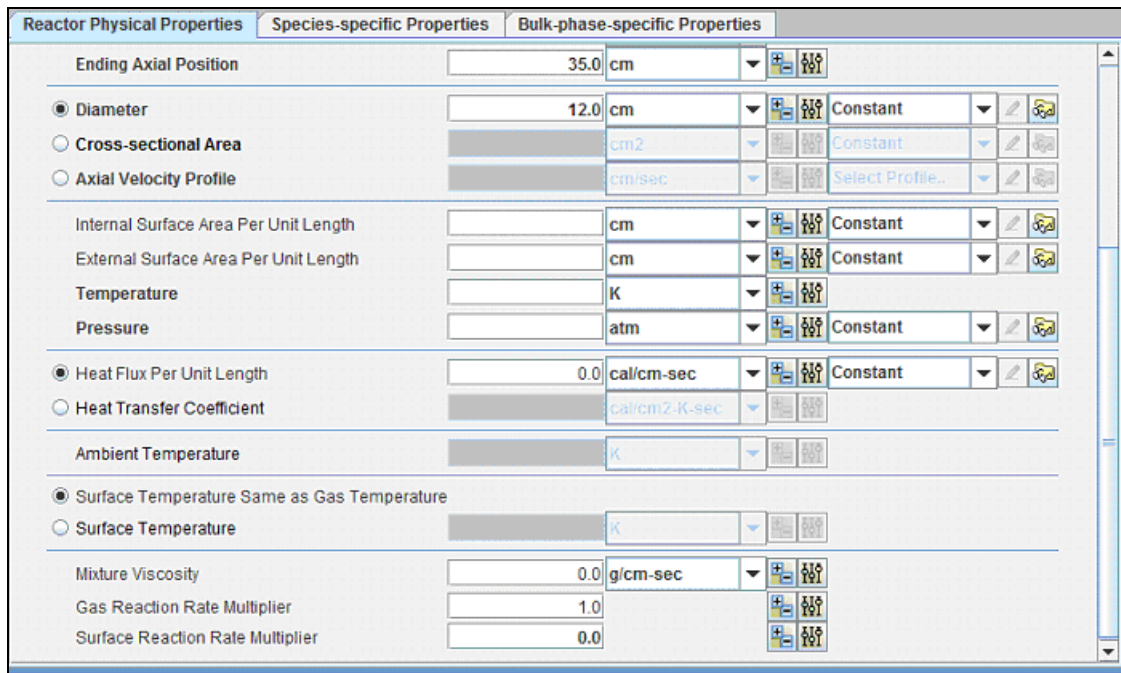 Reactor Physical Properties Species-specific Properties Bulk-phase-specific Properties
Ending Axial Position 35.0 cm
Diameter 12.0 cm Constant
Cross-sectional Area cm2 Constant
Axial Velocity Profile cm/sec Select Profile..
Internal Surface Area Per Unit Length cm Constant
External Surface Area Per Unit Length cm Constant
Temperature K
Pressure atm Constant
Heat Flux Per Unit Length 0.0 cal/cm-sec Constant
Heat Transfer Coefficient cal/cm2-K-sec
Ambient Temperature K
Surface Temperature Same as Gas Temperature
Surface Temperature K
Mixture Viscosity 0.0 g/cm-sec
Gas Reaction Rate Multiplier 1.0
Surface Reaction Rate Multiplier 0.0